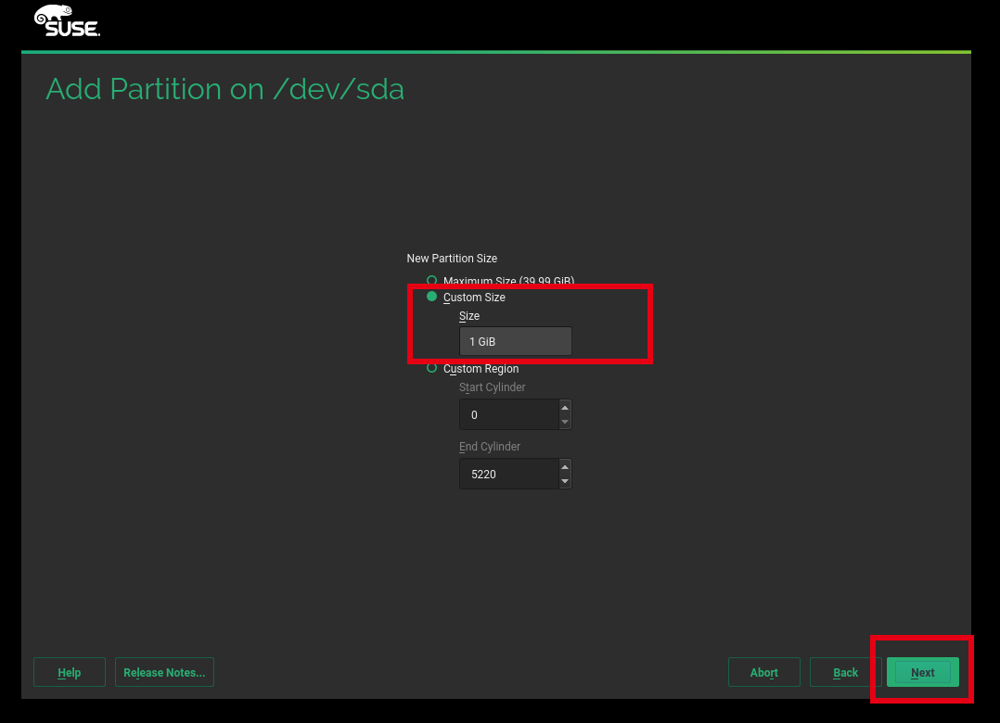 SUSE.
Add Partition on /dev/sda
New Partition Size
Maximum Size (39.99 GiB)
Custom Size
Size
1 GiB
Custom Region
Start Cylinder
0
End Cylinder
5220
Help
Release Notes...
Abort
Back
Next